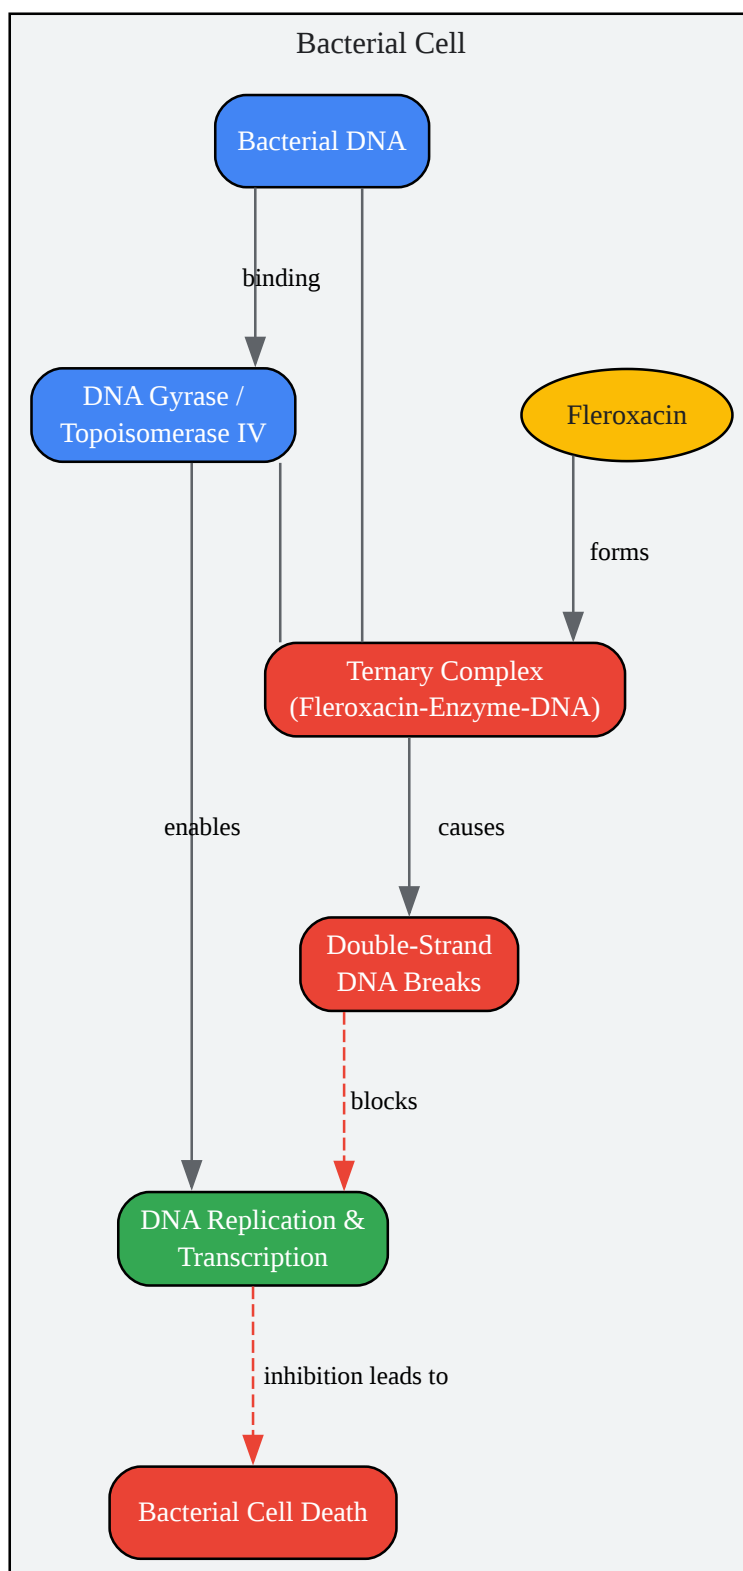 Bacterial Cell
Bacterial DNA
binding
DNA Gyrase /
Topoisomerase IV
Fleroxacin
forms
Ternary Complex
(Fleroxacin-Enzyme-DNA)
enables
causes
Double-Strand
DNA Breaks
blocks
DNA Replication &
Transcription
inhibition leads to
Bacterial Cell Death